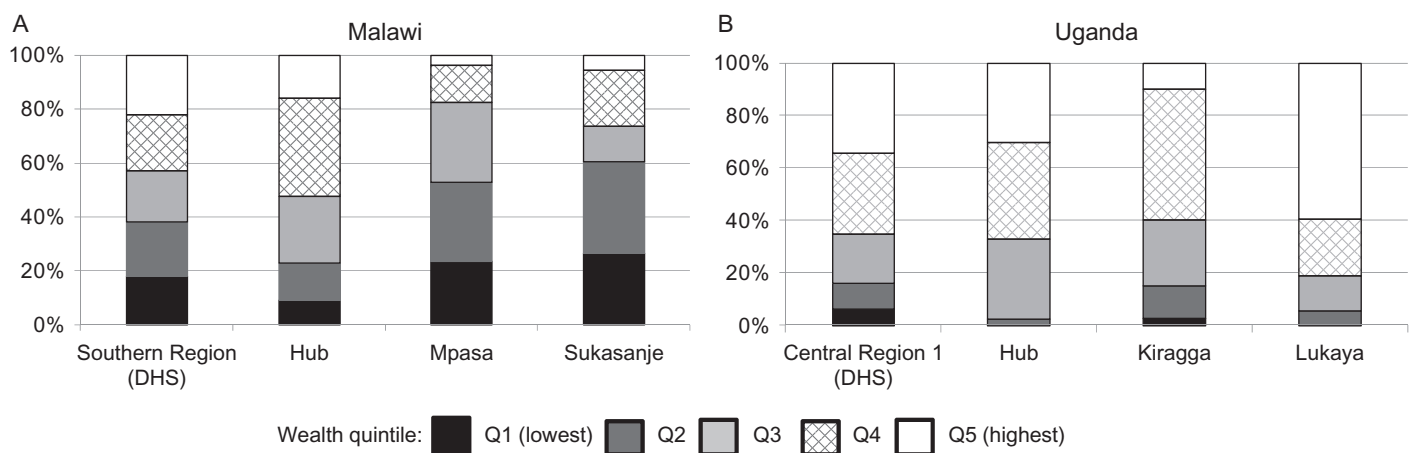 A
Malawi
100%
80%
60%
40%
20%
0%
Southern Region
(DHS)
Hub
Mpasa
Sukasanje
B
Uganda
100%
80%
60%
40%
20%
0%
Central Region 1
(DHS)
Hub
Kiragga
Lukaya
Wealth quintile: Q1 (lowest) Q2 Q3 Q4 Q5 (highest)